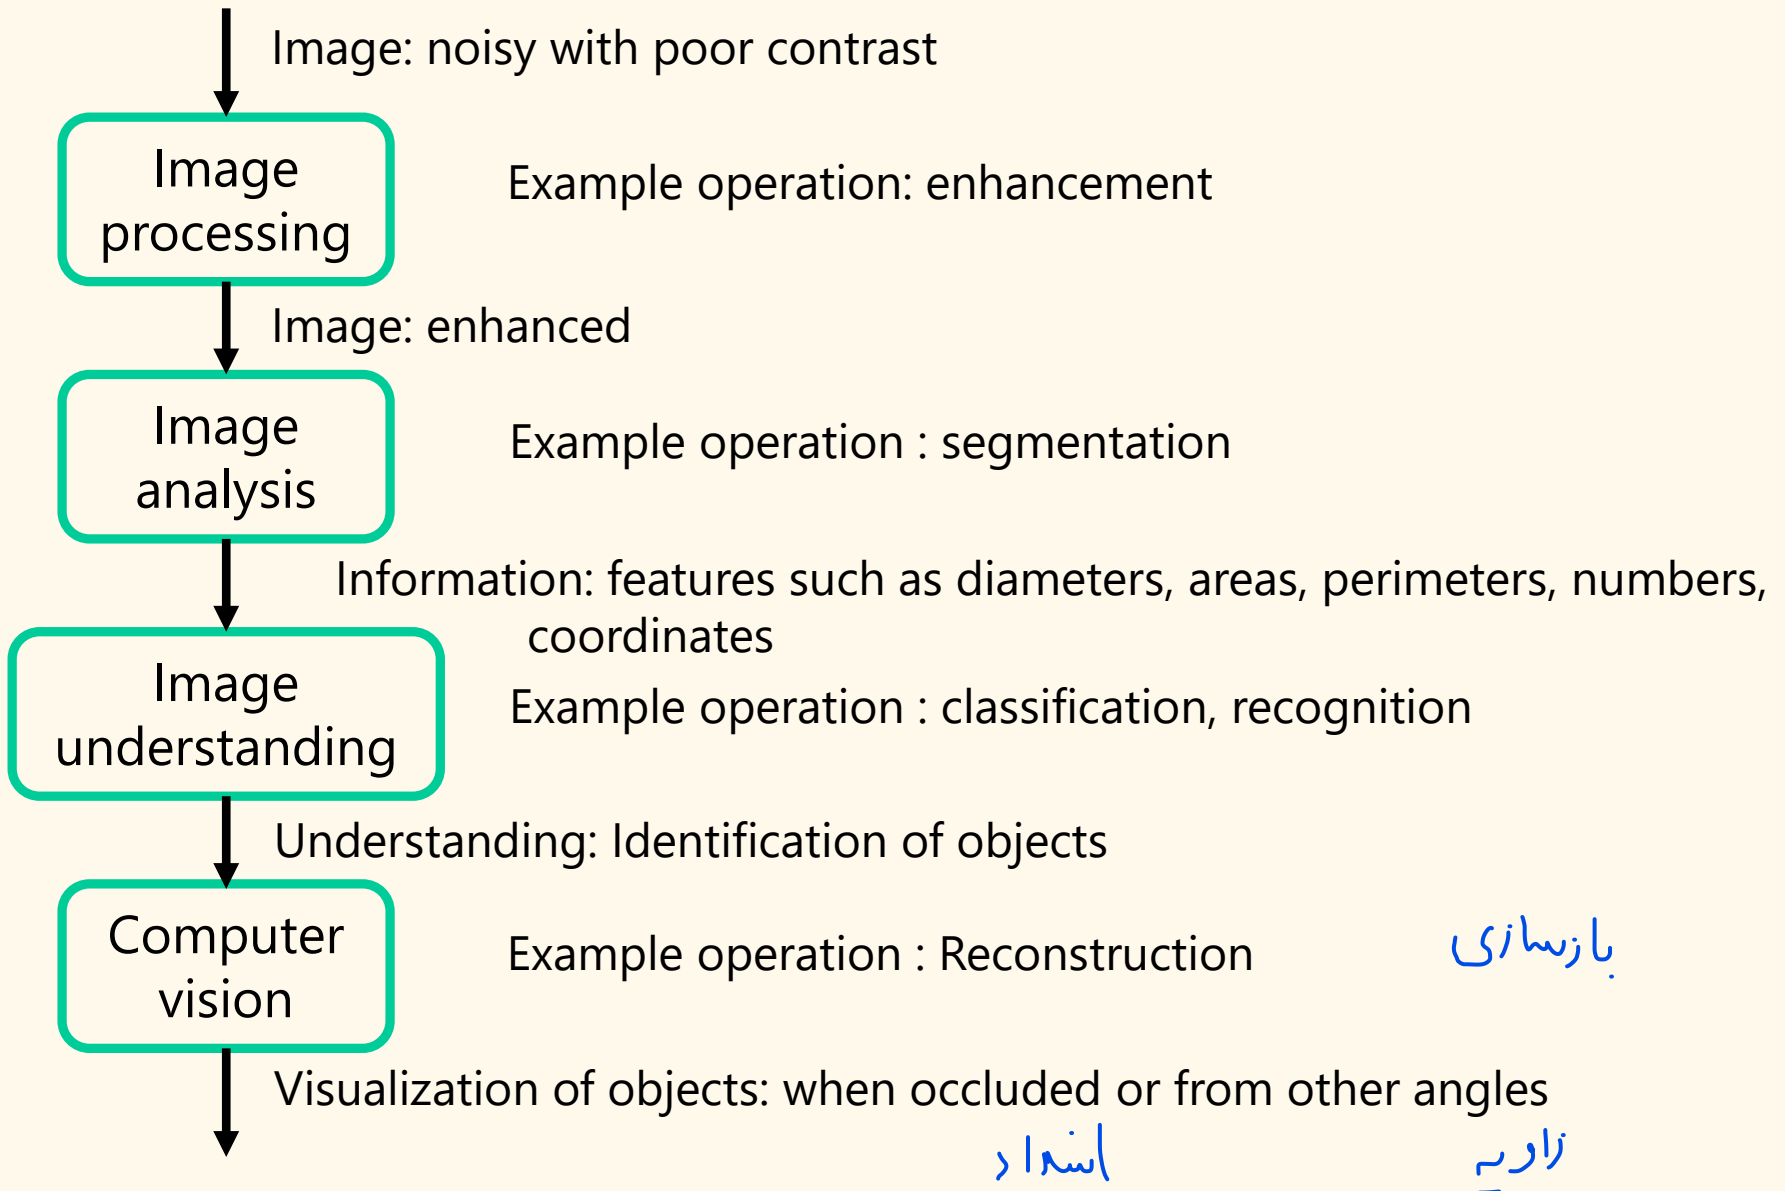 Image: noisy with poor contrast
Image
processing
Example operation: enhancement
Image: enhanced
Image
analysis
Example operation : segmentation
Information: features such as diameters, areas, perimeters, numbers,
coordinates
Image
understanding
Example operation : classification, recognition
Understanding: Identification of objects
Computer
vision
Example operation : Reconstruction
بازسازی
Visualization of objects: when occluded or from other angles
انسداد
زاویه